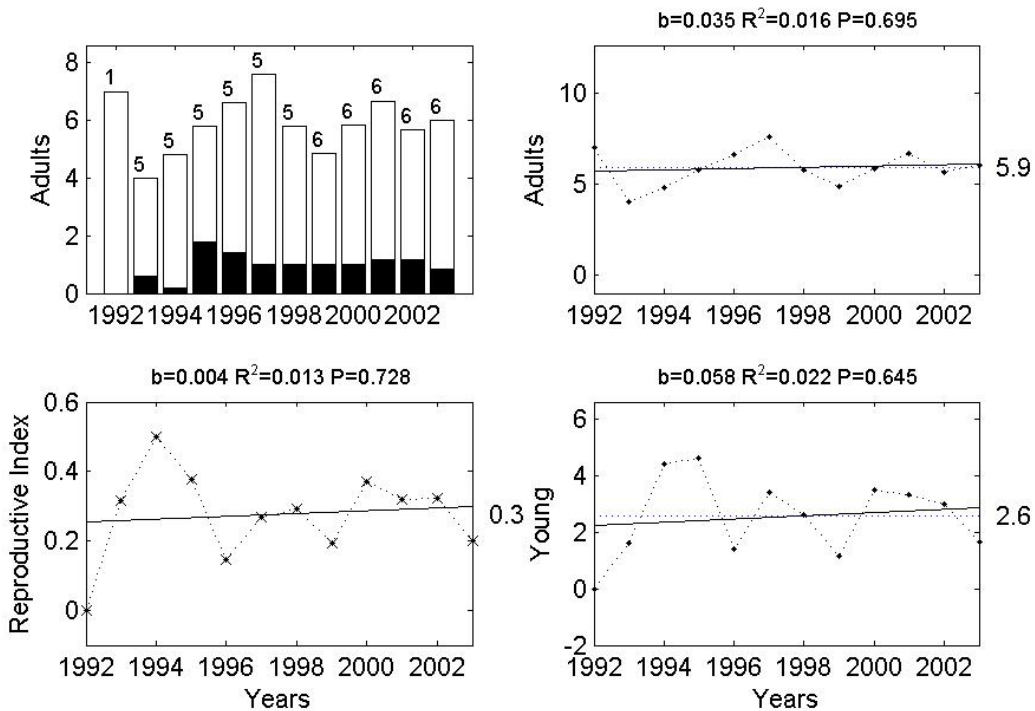 b=0.035 R²=0.016 P=0.695
8
6
4
2
0
Adults
1 5 5 5 5 5 5 6 6 6 6 6
1992 1994 1996 1998 2000 2002
10
5
0
Adults
5.9
1992 1994 1996 1998 2000 2002
b=0.004 R²=0.013 P=0.728
b=0.058 R²=0.022 P=0.645
0.6
0.4
0.2
0
Reproductive Index
0.3
1992 1994 1996 1998 2000 2002
Years
6
4
2
0
-2
Young
2.6
1992 1994 1996 1998 2000 2002
Years